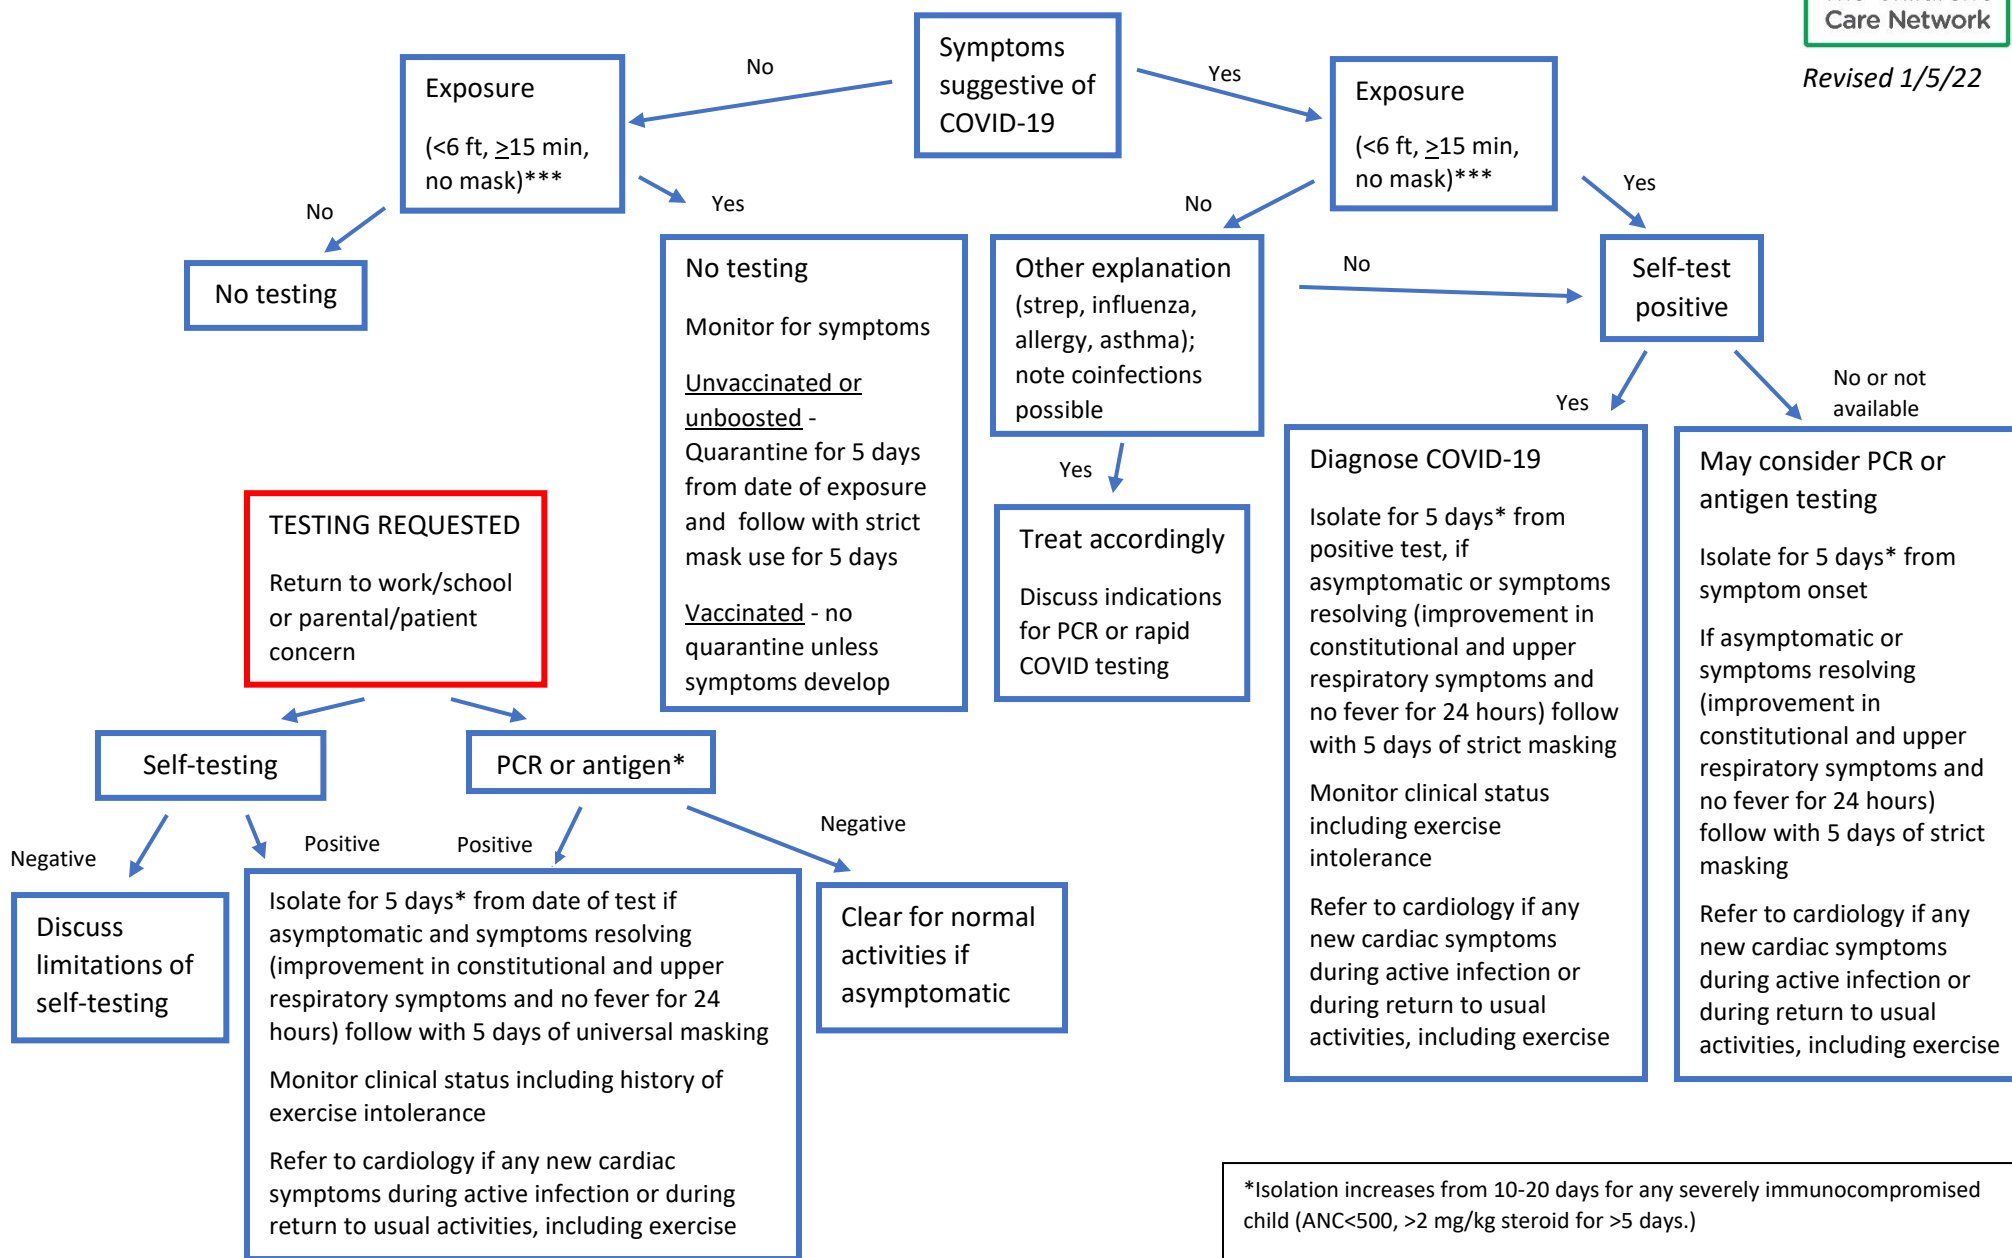 Care Network
Revised 1/5/22
Symptoms
suggestive of
COVID-19
No
Yes
Exposure
(<6 ft, >15 min,
no mask)***
Exposure
(<6 ft, >15 min,
no mask)***
No
Yes
No
Yes
No testing
No testing
Monitor for symptoms
Unvaccinated or
unboosted -
Quarantine for 5 days
from date of exposure
and follow with strict
mask use for 5 days
Vaccinated - no
quarantine unless
symptoms develop
Other explanation
(strep, influenza,
allergy, asthma);
note coinfections
possible
No
Self-test
positive
Yes
Treat accordingly
Discuss indications
for PCR or rapid
COVID testing
Yes
No or not
available
Diagnose COVID-19
Isolate for 5 days* from
positive test, if
asymptomatic or symptoms
resolving (improvement in
constitutional and upper
respiratory symptoms and
no fever for 24 hours) follow
with 5 days of strict masking
Monitor clinical status
including exercise
intolerance
Refer to cardiology if any
new cardiac symptoms
during active infection or
during return to usual
activities, including exercise
May consider PCR or
antigen testing
Isolate for 5 days* from
symptom onset
If asymptomatic or
symptoms resolving
(improvement in
constitutional and upper
respiratory symptoms and
no fever for 24 hours)
follow with 5 days of strict
masking
Refer to cardiology if any
new cardiac symptoms
during active infection or
during return to usual
activities, including exercise
TESTING REQUESTED
Return to work/school
or parental/patient
concern
Self-testing
PCR or antigen*
Negative
Positive
Positive
Negative
Discuss
limitations of
self-testing
Isolate for 5 days* from date of test if
asymptomatic and symptoms resolving
(improvement in constitutional and upper
respiratory symptoms and no fever for 24
hours) follow with 5 days of universal masking
Monitor clinical status including history of
exercise intolerance
Refer to cardiology if any new cardiac
symptoms during active infection or during
return to usual activities, including exercise
Clear for normal
activities if
asymptomatic
*Isolation increases from 10-20 days for any severely immunocompromised
child (ANC<500, >2 mg/kg steroid for >5 days.)